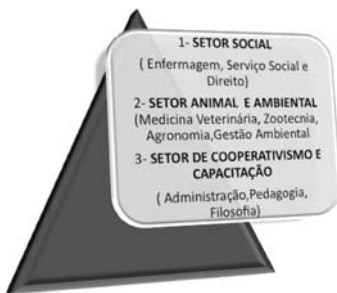 1- SETOR SOCIAL
( Enfermagem, Serviço Social e
Direito)
2- SETOR ANIMAL E AMBIENTAL
(Medicina Veterinária, Zootecnia,
Agronomia,Gestão Ambiental
3- SETOR DE COOPERATIVISMO E
CAPACITAÇÃO
( Administração,Pedagogia,
Filosofia)